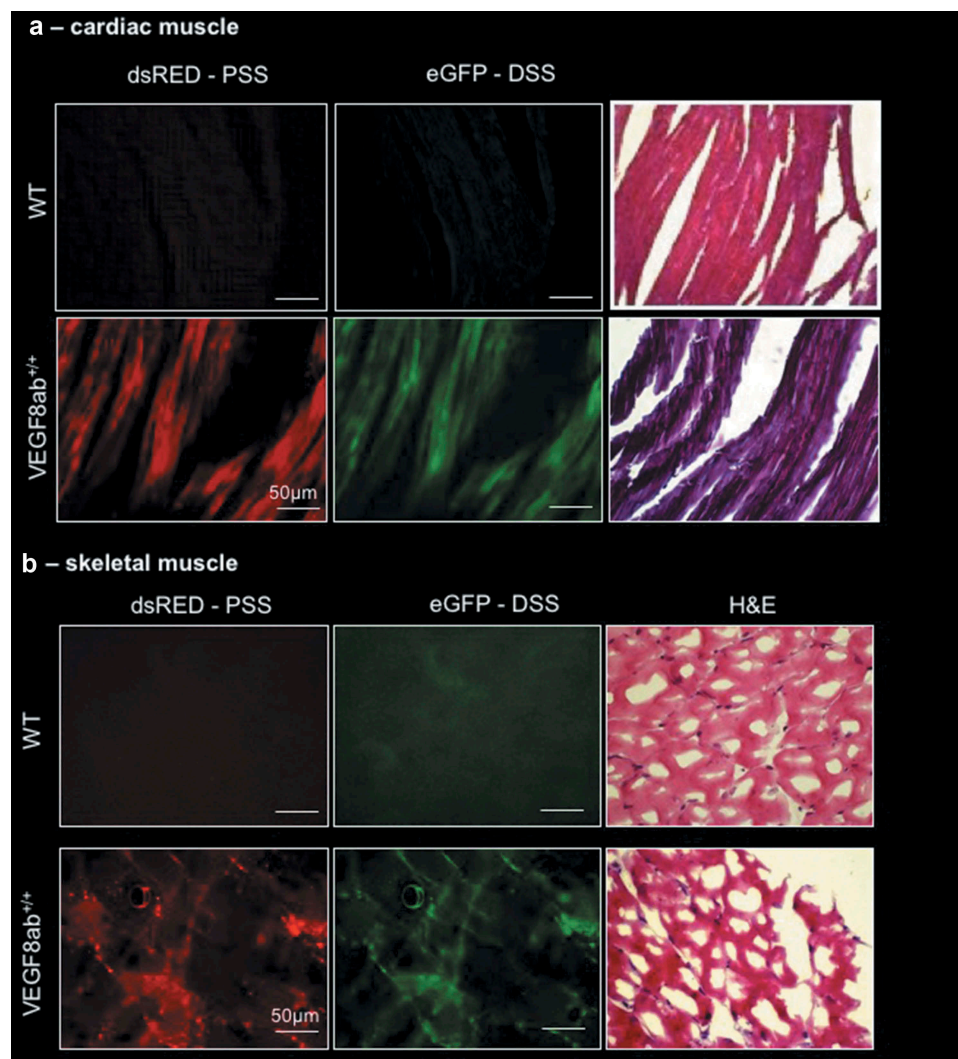 a – cardiac muscle
dsRED - PSS
eGFP - DSS
WT
VEGF8ab+/+
50µm
b – skeletal muscle
dsRED - PSS
eGFP - DSS
H&E
WT
VEGF8ab+/+
50µm